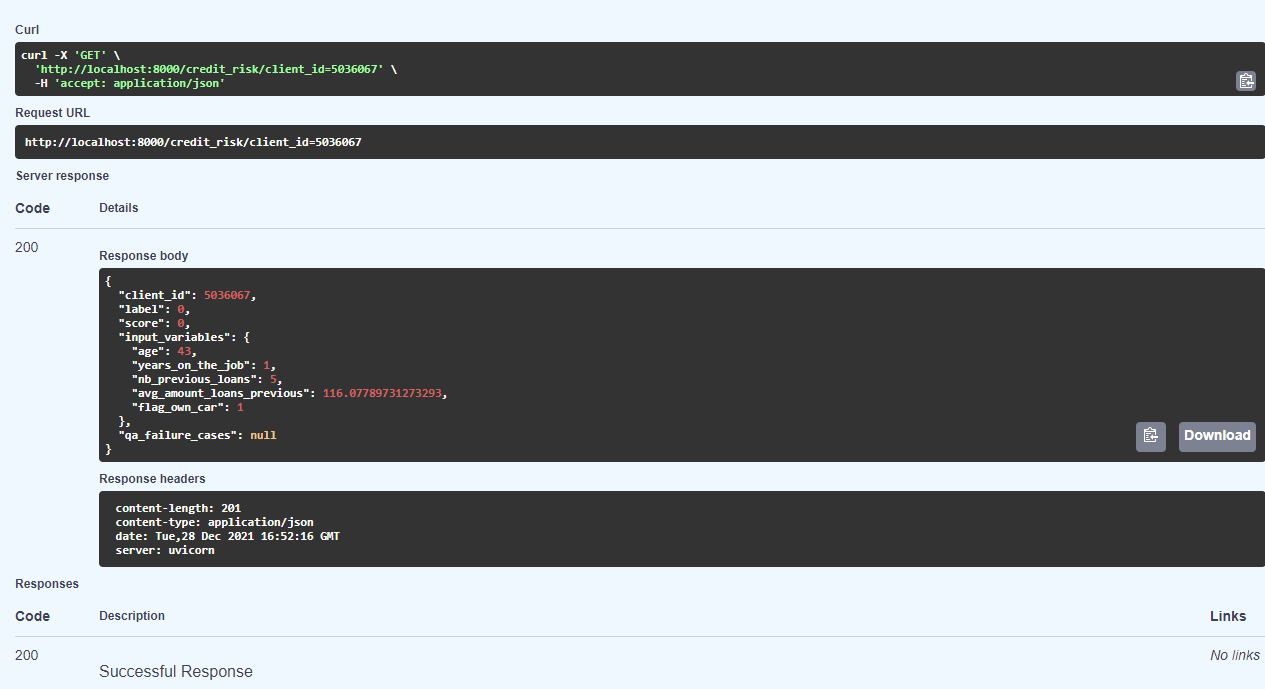 Curl
curl -X 'GET' \
  'http://localhost:8000/credit_risk/client_id=5036067' \
  -H 'accept: application/json'
Request URL
http://localhost:8000/credit_risk/client_id=5036067
Server response
Code Details
200
Response body
{
  "client_id": 5036067,
  "label": 0,
  "score": 0,
  "input_variables": {
    "age": 43,
    "years_on_the_job": 1,
    "nb_previous_loans": 5,
    "avg_amount_loans_previous": 116.07789731273293,
    "flag_own_car": 1
  },
  "qa_failure_cases": null
}
Download
Response headers
content-length: 201
content-type: application/json
date: Tue,28 Dec 2021 16:52:16 GMT
server: uvicorn
Responses
Code Description Links
200 No links
Successful Response